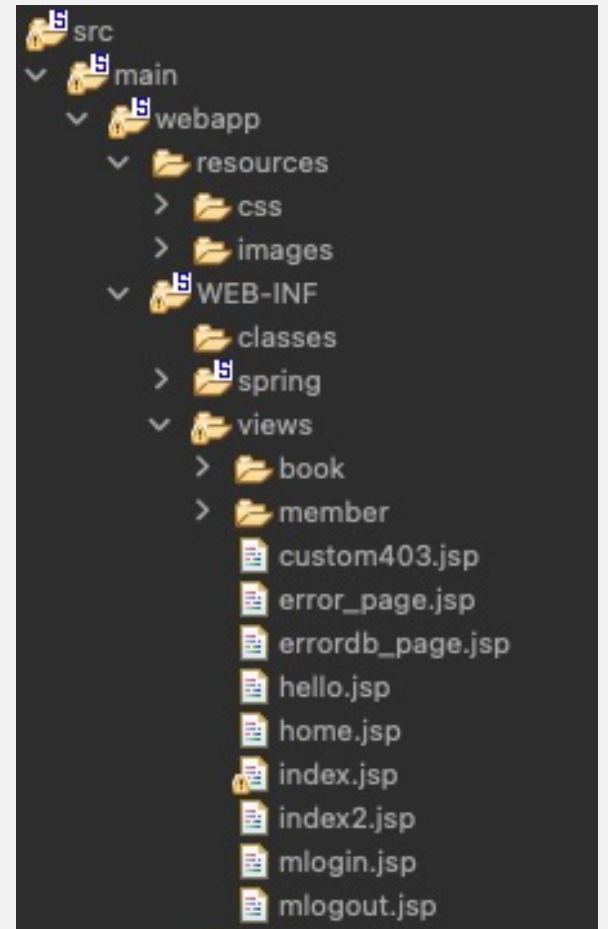 src
main
webapp
resources
css
images
WEB-INF
classes
spring
views
book
member
custom403.jsp
error_page.jsp
errordb_page.jsp
hello.jsp
home.jsp
index.jsp
index2.jsp
mlogin.jsp
mlogout.jsp